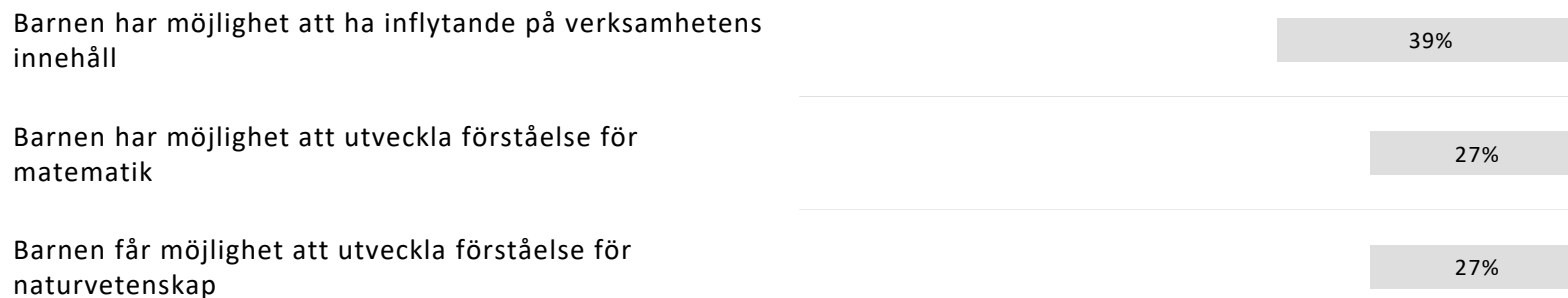 Barnen har möjlighet att ha inflytande på verksamhetens
innehåll
39%
Barnen har möjlighet att utveckla förståelse för
matematik
27%
Barnen får möjlighet att utveckla förståelse för
naturvetenskap
27%